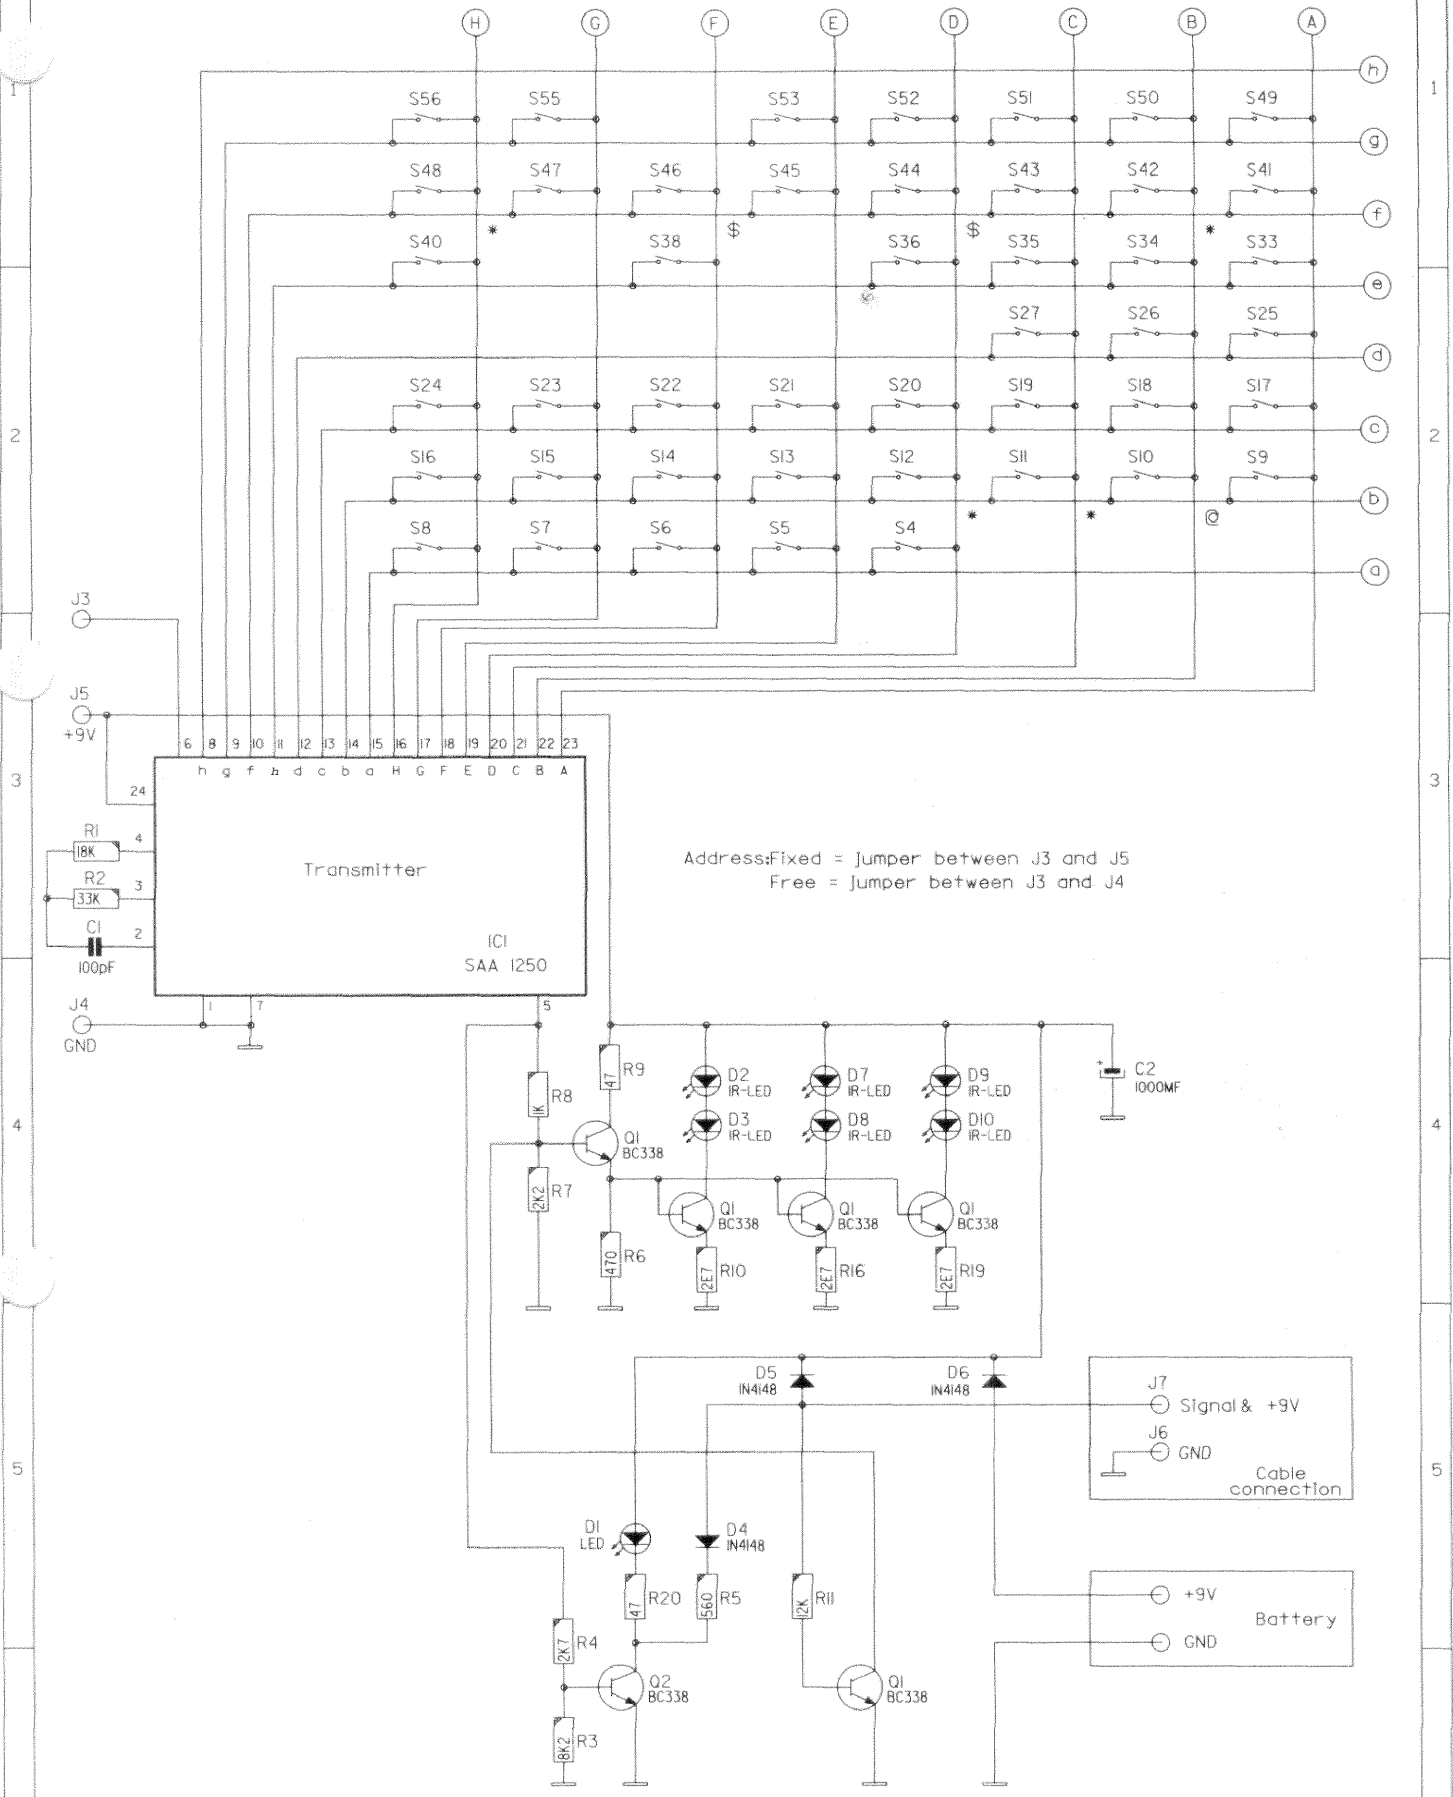 H G F E D C B A
h
1 1
S56 S55 S53 S52 S51 S50 S49
g
S48 S47 S46 S45 S44 S43 S42 S41
f
* $ $ *
S40 S38 S36 S35 S34 S33
e
S27 S26 S25
d
S24 S23 S22 S21 S20 S19 S18 S17
c
2 2
S16 S15 S14 S13 S12 S11 S10 S9
b
* * @
S8 S7 S6 S5 S4
a
J3
J5
+9V
6 8 9 10 11 12 13 14 15 16 17 18 19 20 21 22 23
h g f h d c b a H G F E D C B A
3 3
24
R1
18K
4
R2
33K
3
C1
100pF
2
Transmitter
IC1
SAA 1250
Address:Fixed = jumper between J3 and J5
Free = jumper between J3 and J4
J4
GND
1 7 5
R9
47
D2
IR-LED
D7
IR-LED
D9
IR-LED
+
C2
1000MF
R8
1K
D3
IR-LED
D8
IR-LED
D10
IR-LED
4 4
Q1
BC338
R7
2K2
Q1
BC338
Q1
BC338
Q1
BC338
R6
470
R10
2E7
R16
2E7
R19
2E7
D5
1N4148
D6
1N4148
J7
Signal & +9V
J6
GND
Cable
connection
5 5
D1
LED
D4
1N4148
R20
47
R5
560
R11
12K
+9V
Battery
GND
R4
2K7
Q2
BC338
Q1
BC338
R3
8K2